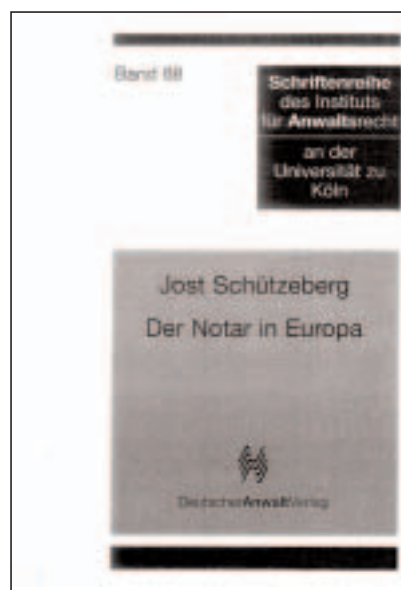 Band 68
Schriftenreihe
des Instituts
für Anwaltsrecht
an der
Universität zu
Köln
Jost Schützeberg
Der Notar in Europa
DeutscherAnwaltVerlag